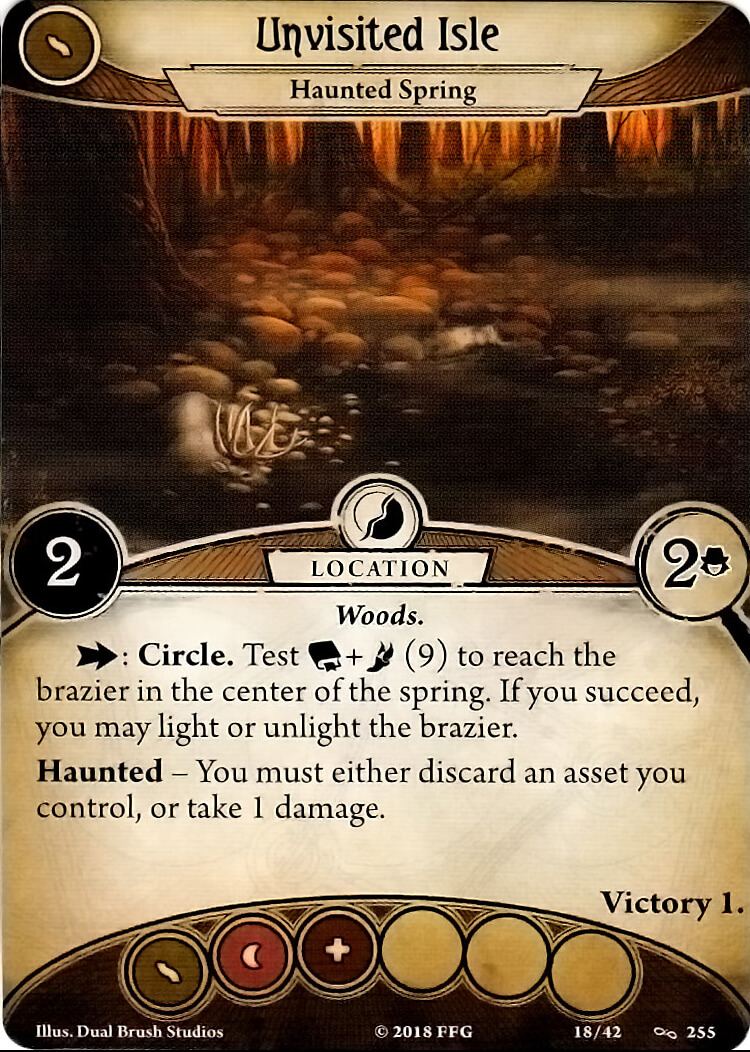 Unvisited Isle
Haunted Spring
2
LOCATION
2
Woods.
: Circle. Test + (9) to reach the
brazier in the center of the spring. If you succeed,
you may light or unlight the brazier.
Haunted – You must either discard an asset you
control, or take 1 damage.
Victory 1.
Illus. Dual Brush Studios © 2018 FFG 18/42 255